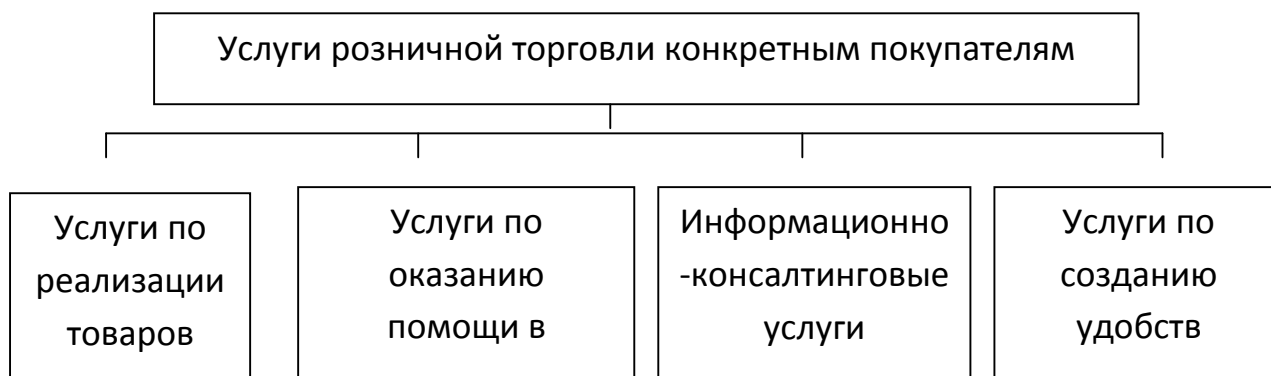 Услуги розничной торговли конкретным покупателям
Услуги по
реализации
товаров
Услуги по
оказанию
помощи в
Информационно
-консалтинговые
услуги
Услуги по
созданию
удобств